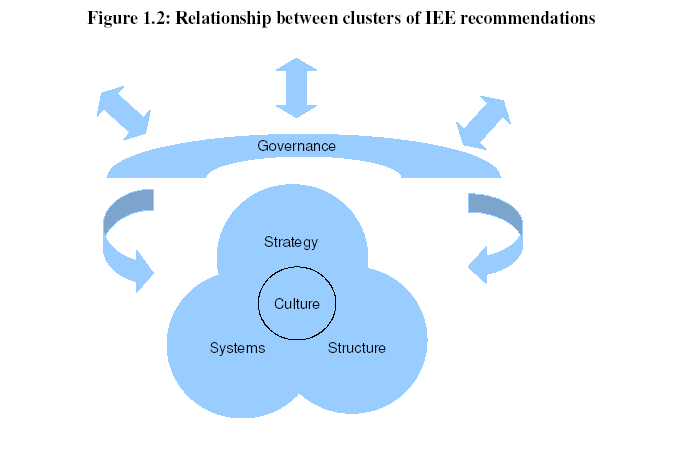 Figure 1.2: Relationship between clusters of IEE recommendations
Governance
Strategy
Culture
Systems
Structure